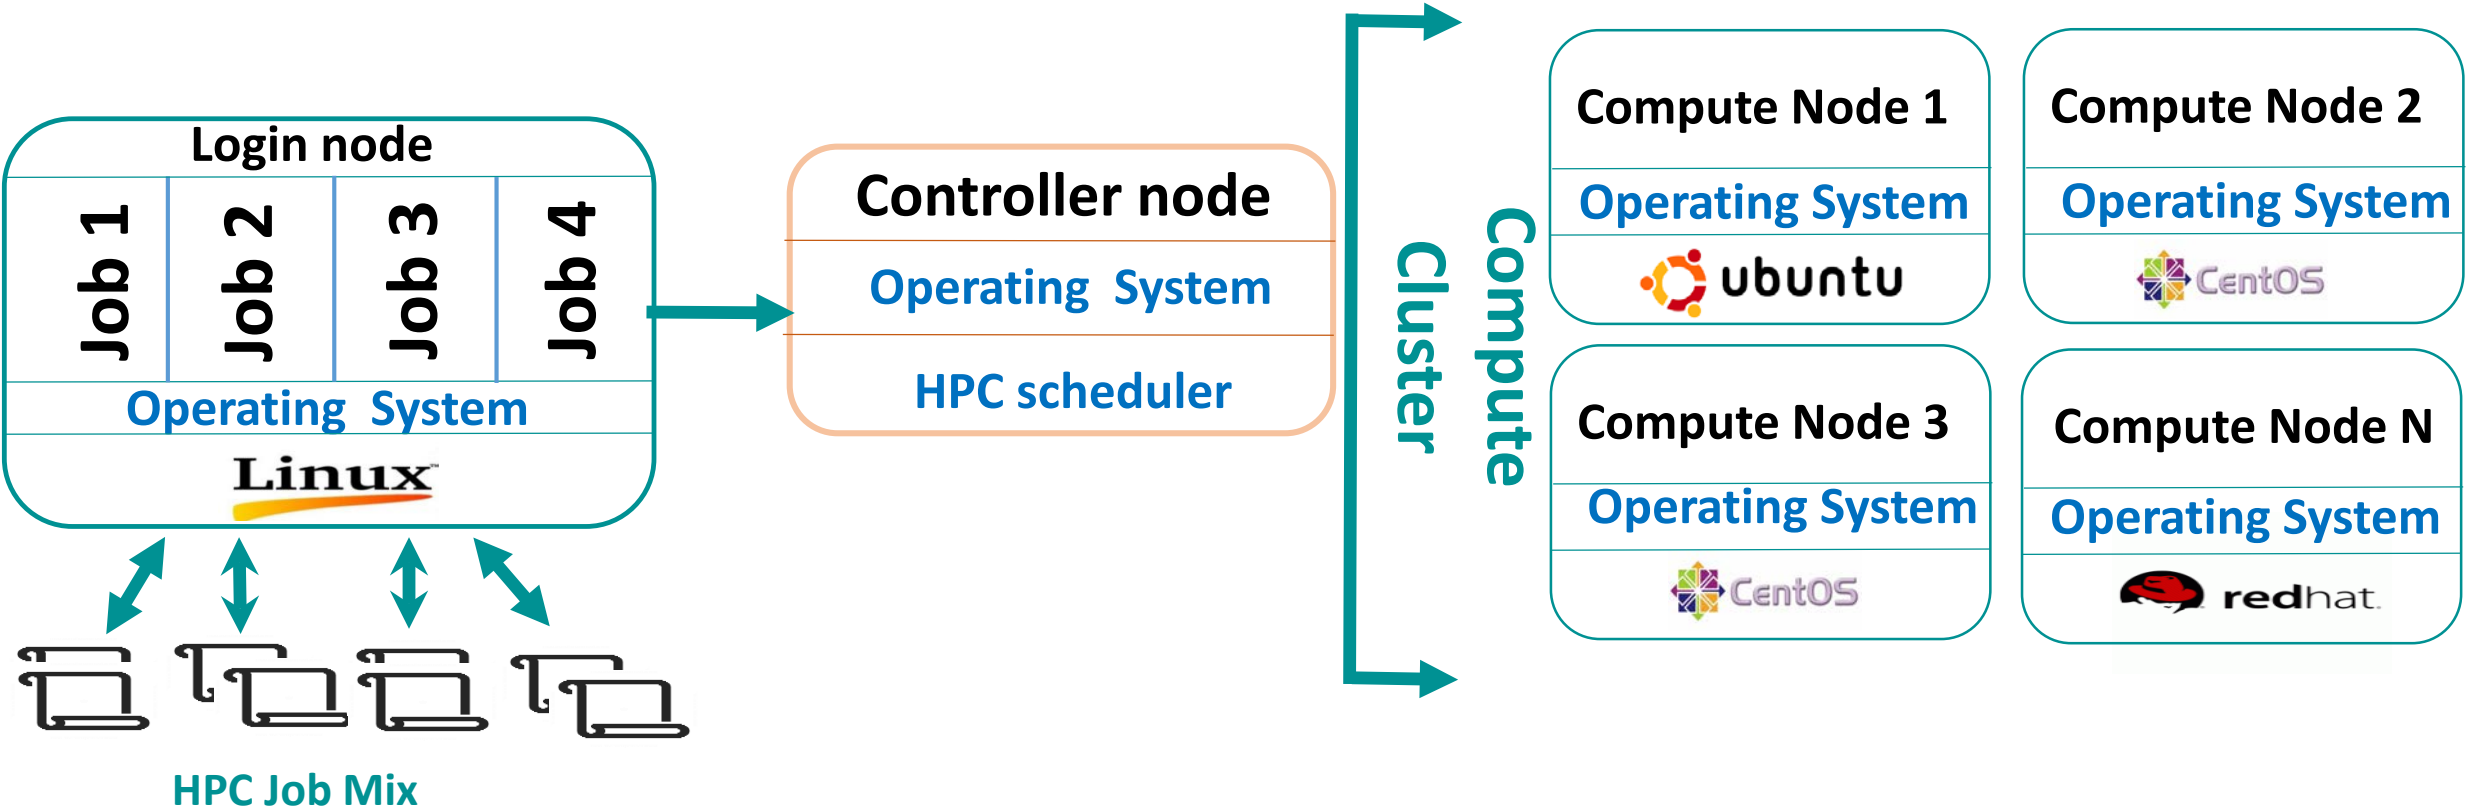 Login node
Job 1
Job 2
Job 3
Job 4
Operating System
Linux™
HPC Job Mix
Controller node
Operating System
HPC scheduler
Compute
Cluster
Compute Node 1
Operating System
ubuntu
Compute Node 2
Operating System
CentOS
Compute Node 3
Operating System
CentOS
Compute Node N
Operating System
redhat.